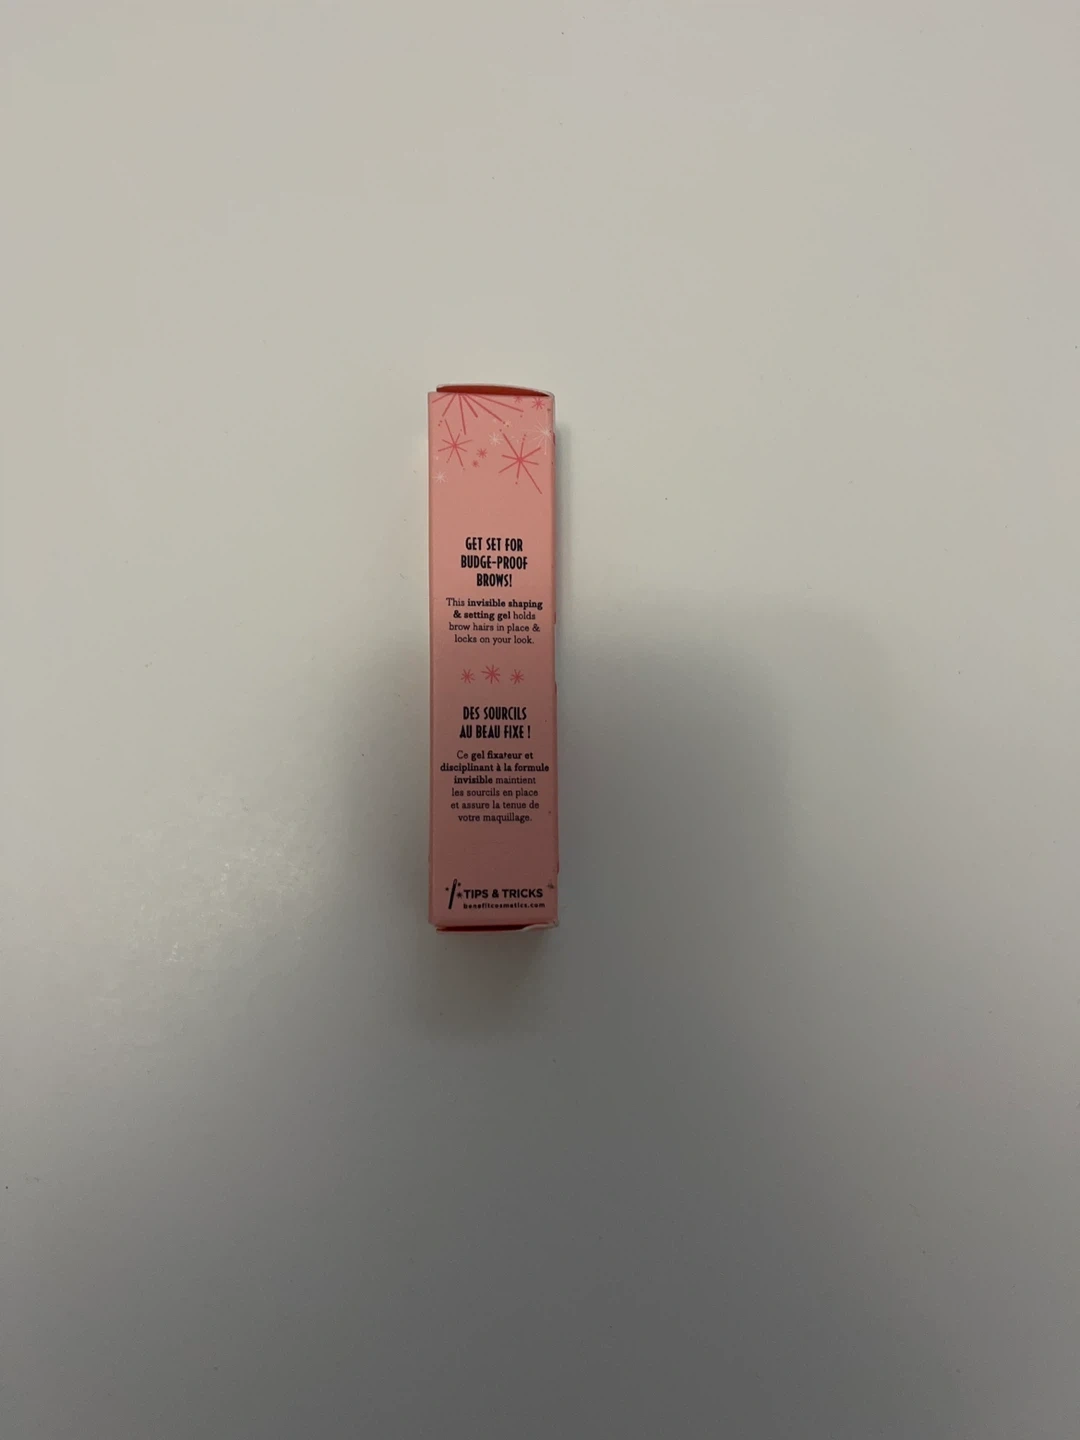 GET SET FOR
BUDGE-PROOF
BROWS!
This invisible shaping
& setting gel holds
brow hairs in place &
locks on your look.
DES SOURCILS
AU BEAU FIXE !
Ce gel fixateur et
disciplinant à la formule
invisible maintient
les sourcils en place
et assure la tenue de
votre maquillage.
TIPS & TRICKS
benefitcosmetics.com